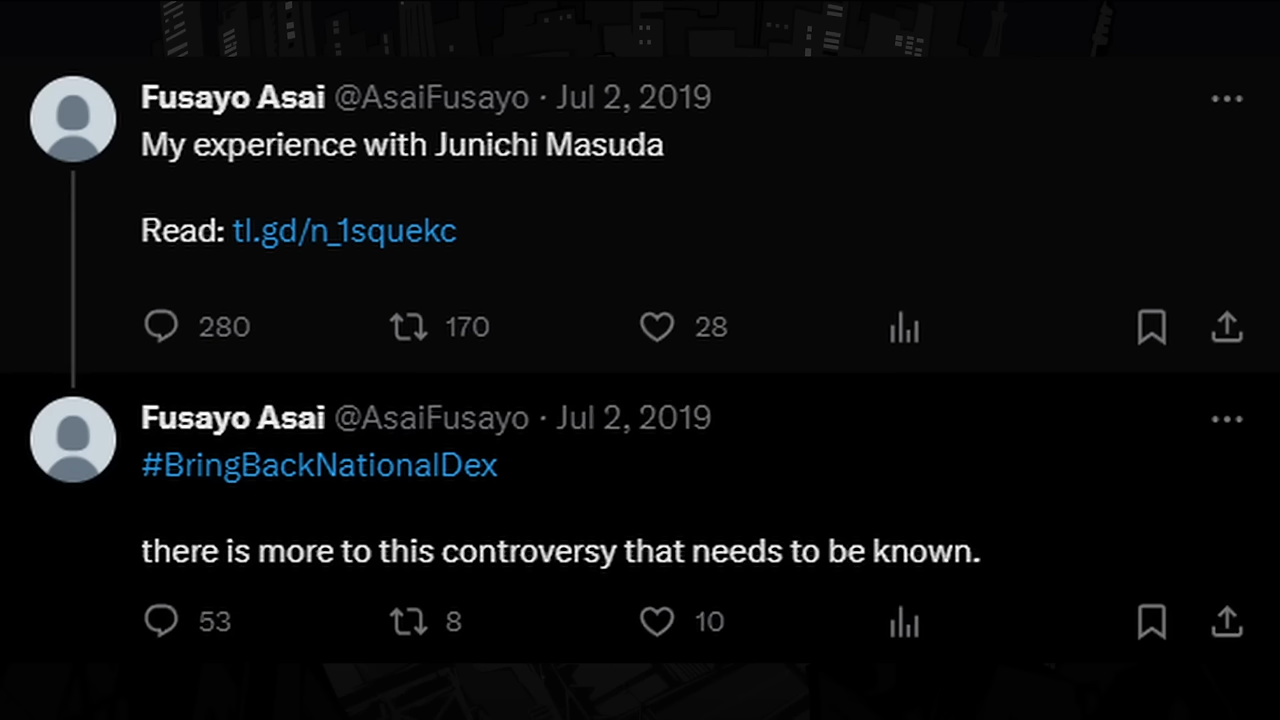 Fusayo Asai @AsaiFusayo · Jul 2, 2019
My experience with Junichi Masuda
Read: tl.gd/n_1squekc
280 170 28
Fusayo Asai @AsaiFusayo · Jul 2, 2019
#BringBackNationalDex
there is more to this controversy that needs to be known.
53 8 10